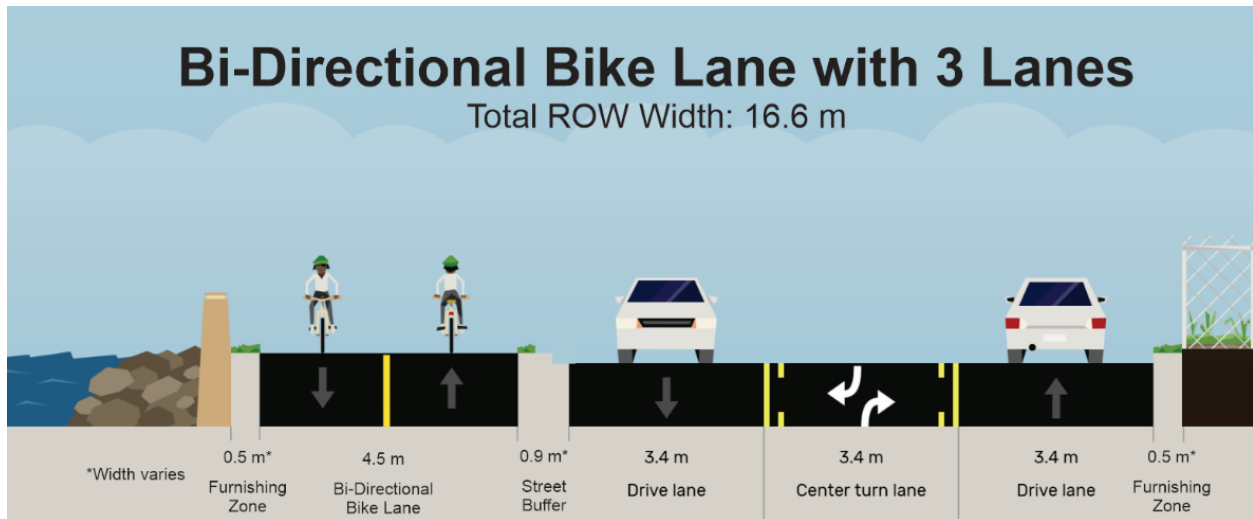 Bi-Directional Bike Lane with 3 Lanes
Total ROW Width: 16.6 m
*Width varies
0.5 m*
Furnishing
Zone
4.5 m
Bi-Directional
Bike Lane
0.9 m*
Street
Buffer
3.4 m
Drive lane
3.4 m
Center turn lane
3.4 m
Drive lane
0.5 m*
Furnishing
Zone